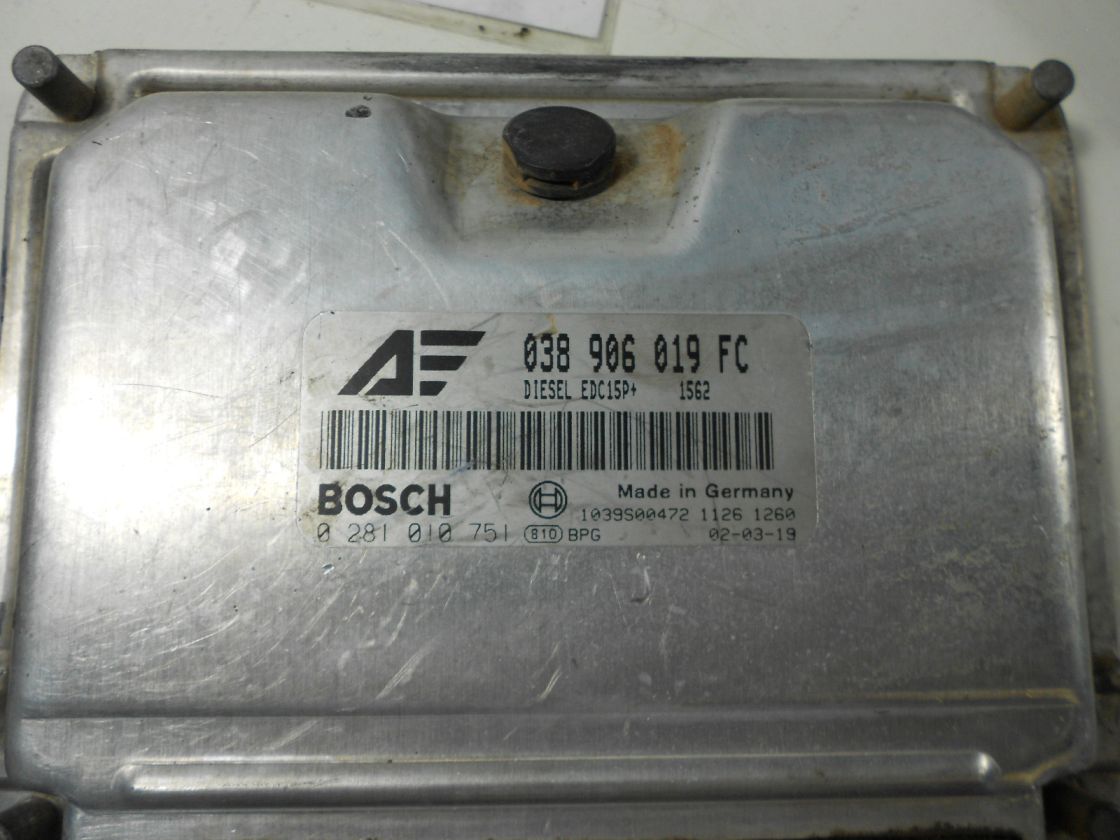 AF 038 906 019 FC
DIESEL EDC15P+ 1562
BOSCH Made in Germany
1039S00472 1126 1260
0 281 010 751 810 BPG 02-03-19